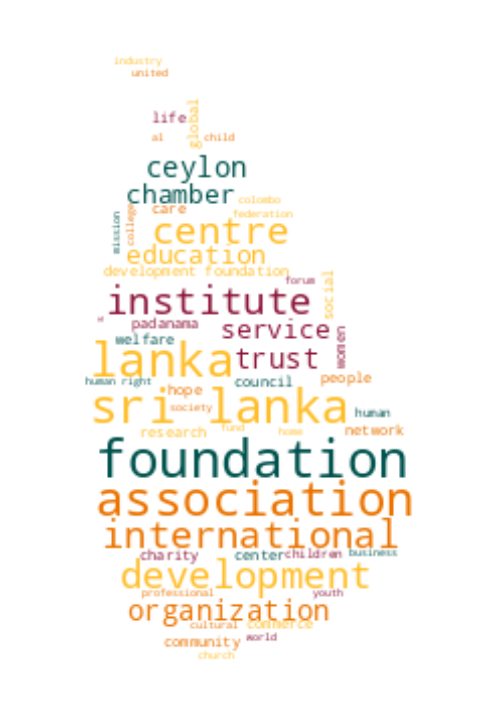 industry
united
life
global
al
child
ceylon
chamber
colombo
care
college
federation
mission
centre
education
development foundation
forum
social
institute
padanama
service
welfare
women
lanka
trust
human right
council
people
hope
sri lanka
society
human
research
fund
home
network
foundation
association
international
charity
center
children
business
development
professional
youth
organization
cultural
commerce
community
world
church